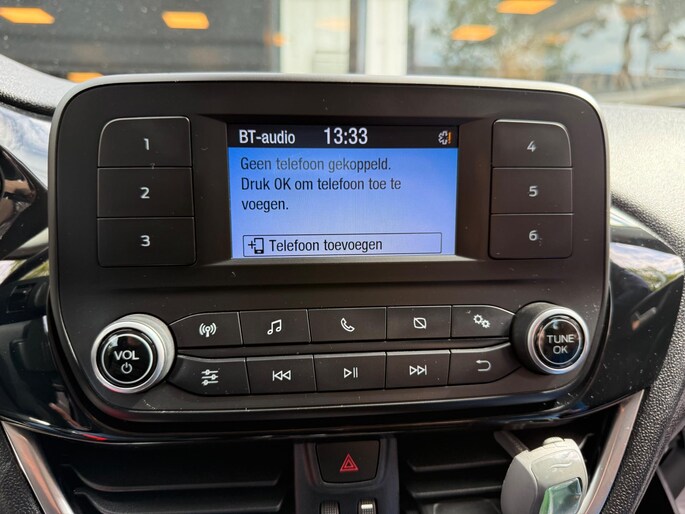 BT-audio 13:33
Geen telefoon gekoppeld.
Druk OK om telefoon toe te
voegen.
Telefoon toevoegen
1
2
3
4
5
6
VOL
TUNE
OK